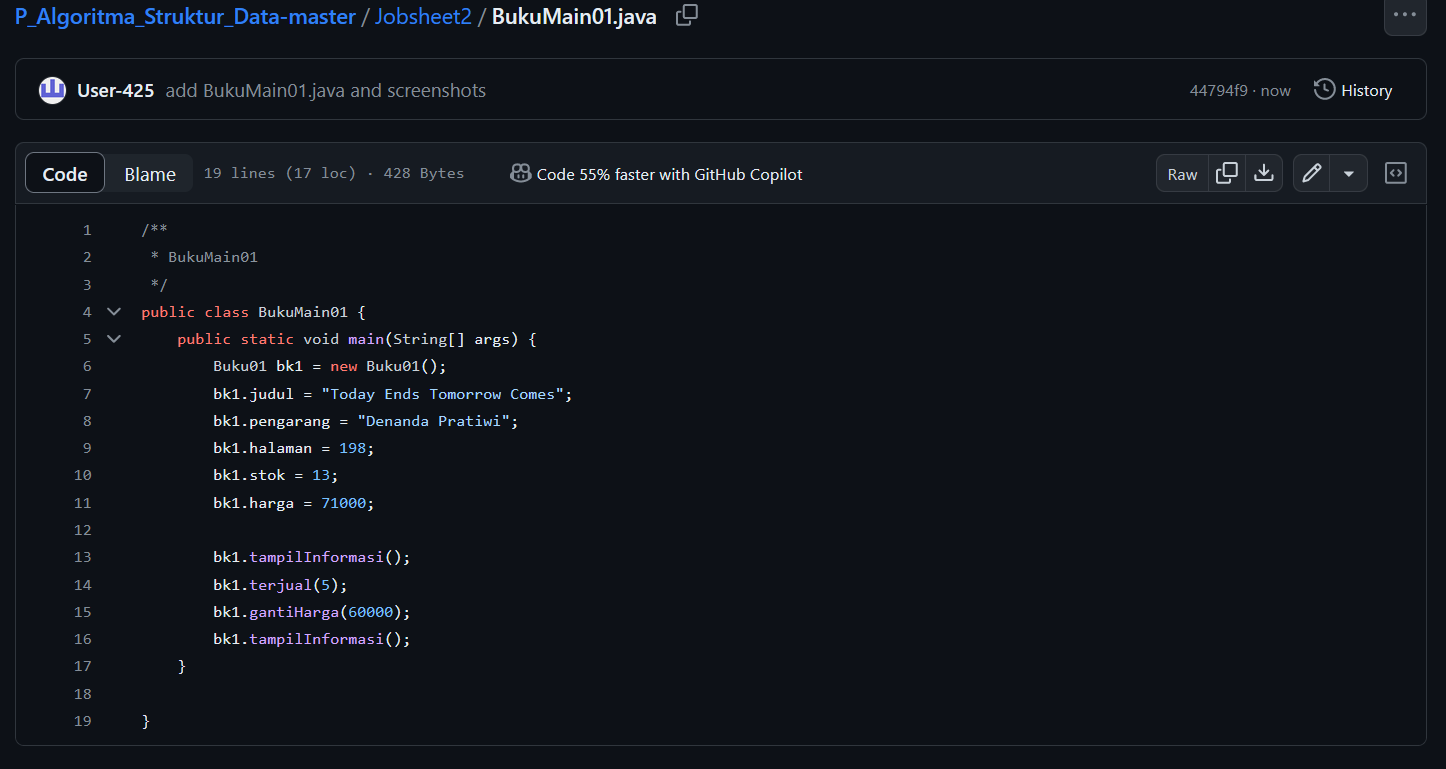 P_Algoritma_Struktur_Data-master / Jobsheet2 / BukuMain01.java
User-425 add BukuMain01.java and screenshots 44794f9 · now History
Code Blame 19 lines (17 loc) · 428 Bytes Code 55% faster with GitHub Copilot Raw
1 /**
2  * BukuMain01
3  */
4 public class BukuMain01 {
5     public static void main(String[] args) {
6         Buku01 bk1 = new Buku01();
7         bk1.judul = "Today Ends Tomorrow Comes";
8         bk1.pengarang = "Denanda Pratiwi";
9         bk1.halaman = 198;
10         bk1.stok = 13;
11         bk1.harga = 71000;
12
13         bk1.tampilInformasi();
14         bk1.terjual(5);
15         bk1.gantiHarga(60000);
16         bk1.tampilInformasi();
17     }
18
19 }